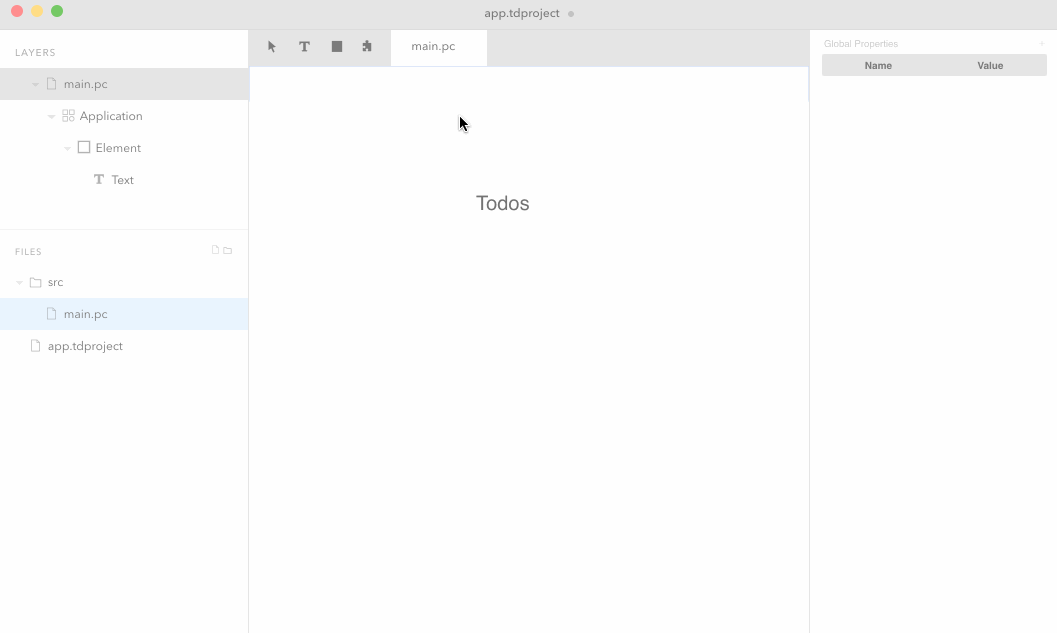 app.tdproject
LAYERS
main.pc
Application
Element
Text
FILES
src
main.pc
app.tdproject
main.pc
Todos
Global Properties
Name Value